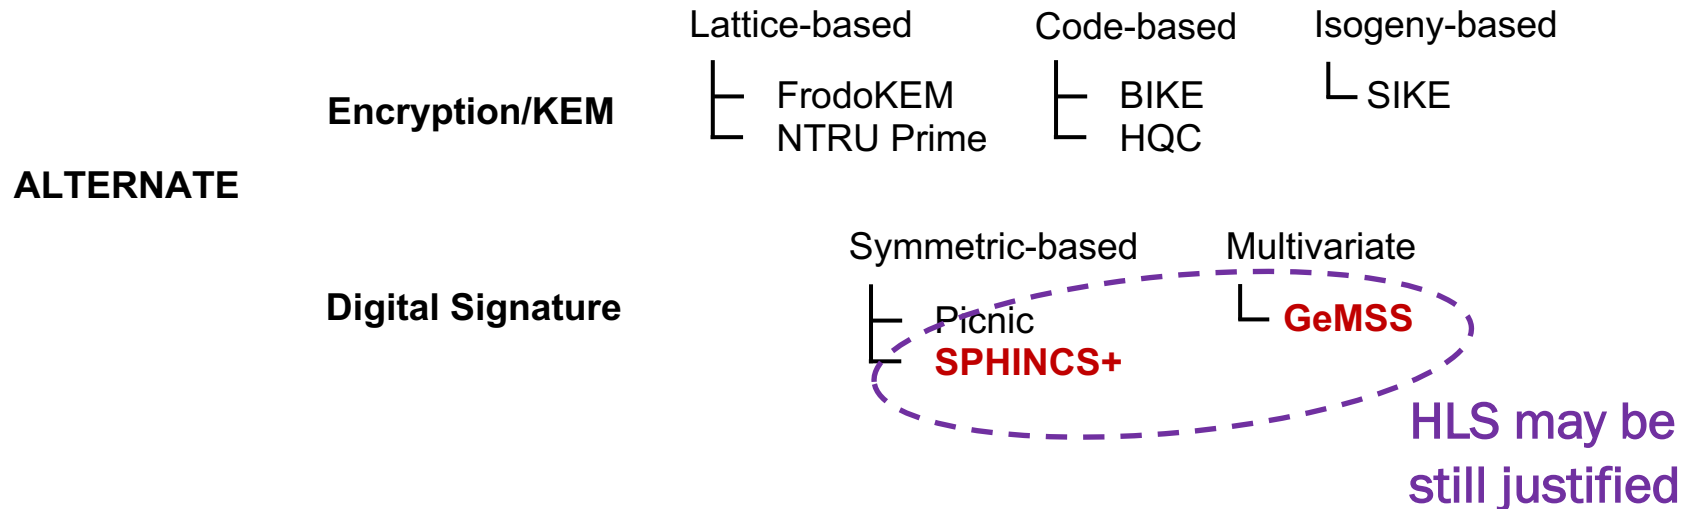 Lattice-based
Code-based
Isogeny-based
Encryption/KEM
FrodoKEM
NTRU Prime
BIKE
HQC
SIKE
ALTERNATE
Symmetric-based
Multivariate
Digital Signature
Picnic
SPHINCS+
GeMSS
HLS may be
still justified